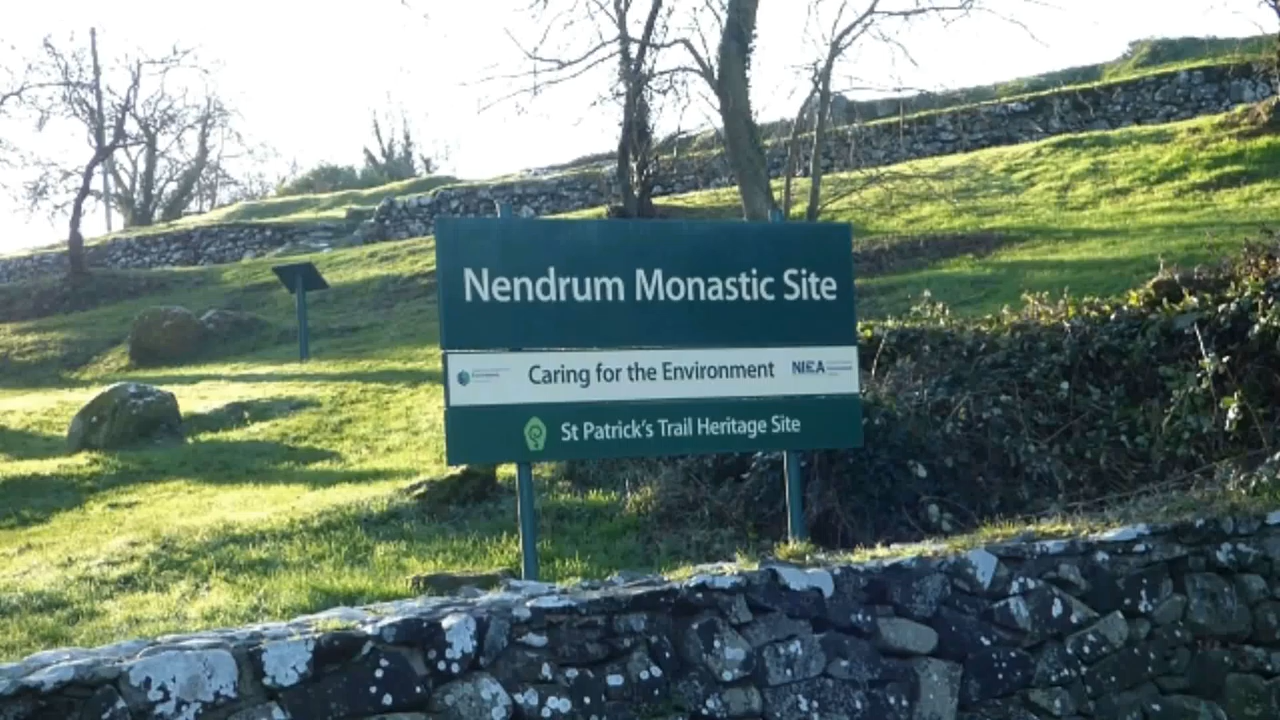 Nendrum Monastic Site
Caring for the Environment
NIEA
St Patrick's Trail Heritage Site